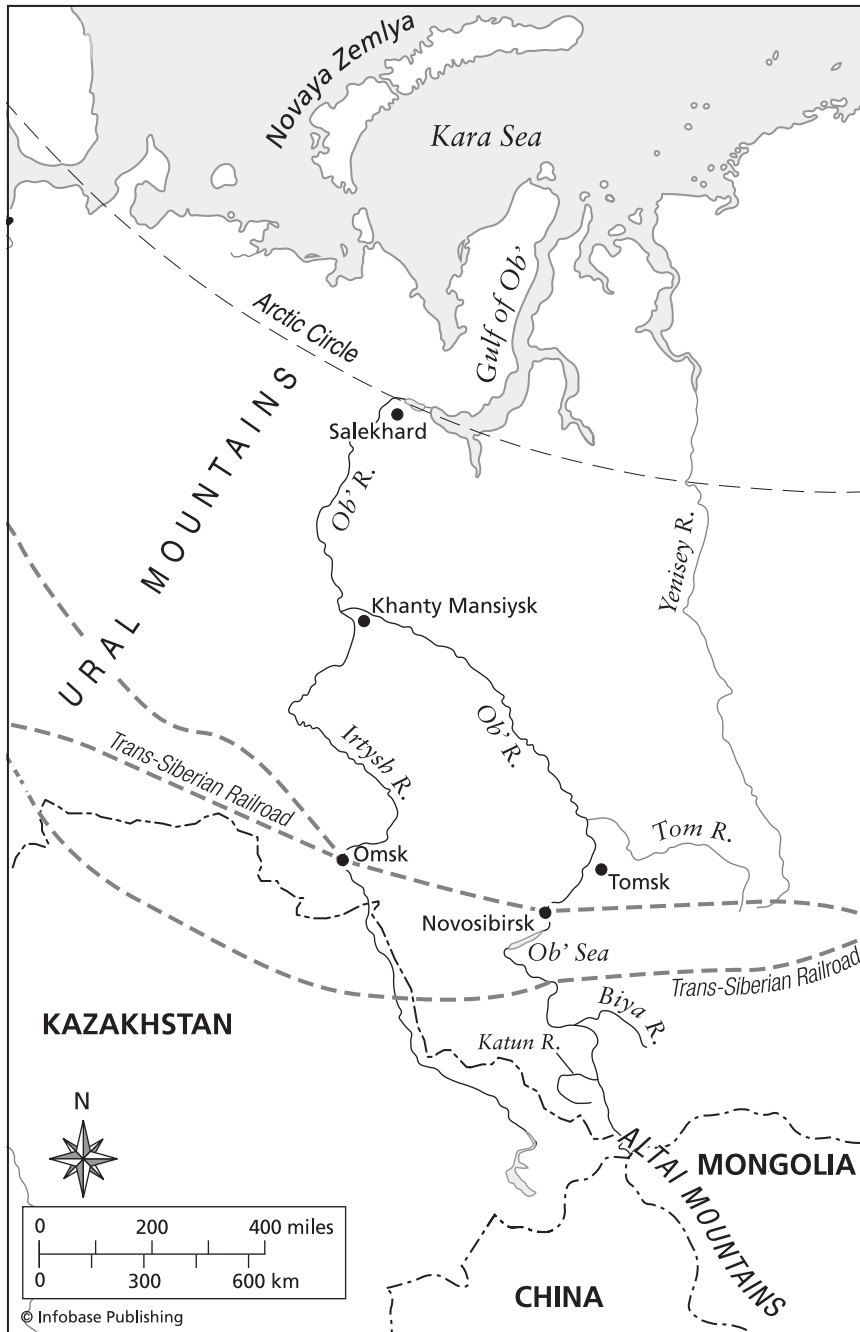 Novaya Zemlya
Kara Sea
Gulf of Ob'
Arctic Circle
Salekhard
URAL MOUNTAINS
Ob' R.
Yenisey R.
Khanty Mansiysk
Ob' R.
Irtysh R.
Trans-Siberian Railroad
Tom R.
Omsk
Tomsk
Novosibirsk
Ob' Sea
Trans-Siberian Railroad
Biya R.
KAZAKHSTAN
Katun R.
N
ALTAI MOUNTAINS
MONGOLIA
0 200 400 miles
0 300 600 km
CHINA
© Infobase Publishing